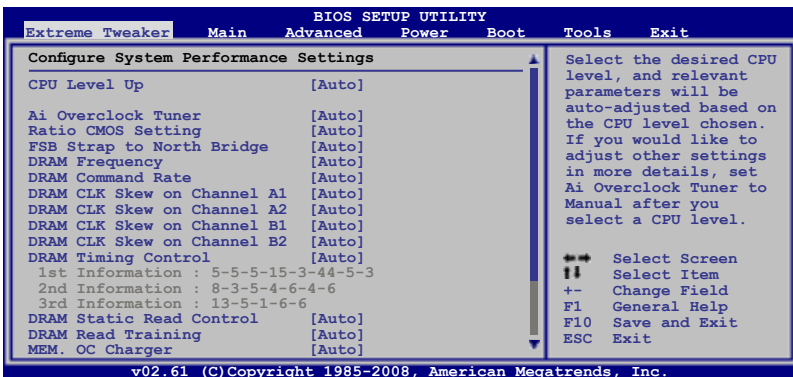 BIOS SETUP UTILITY
Extreme Tweaker Main Advanced Power Boot Tools Exit
Configure System Performance Settings
CPU Level Up [Auto]
Ai Overclock Tuner [Auto]
Ratio CMOS Setting [Auto]
FSB Strap to North Bridge [Auto]
DRAM Frequency [Auto]
DRAM Command Rate [Auto]
DRAM CLK Skew on Channel A1 [Auto]
DRAM CLK Skew on Channel A2 [Auto]
DRAM CLK Skew on Channel B1 [Auto]
DRAM CLK Skew on Channel B2 [Auto]
DRAM Timing Control [Auto]
1st Information : 5-5-5-15-3-44-5-3
2nd Information : 8-3-5-4-6-4-6
3rd Information : 13-5-1-6-6
DRAM Static Read Control [Auto]
DRAM Read Training [Auto]
MEM. OC Charger [Auto]
Select the desired CPU
level, and relevant
parameters will be
auto-adjusted based on
the CPU level chosen.
If you would like to
adjust other settings
in more details, set
Ai Overclock Tuner to
Manual after you
select a CPU level.
←→ Select Screen
↑↓ Select Item
+- Change Field
F1 General Help
F10 Save and Exit
ESC Exit
v02.61 (C)Copyright 1985-2008, American Megatrends, Inc.